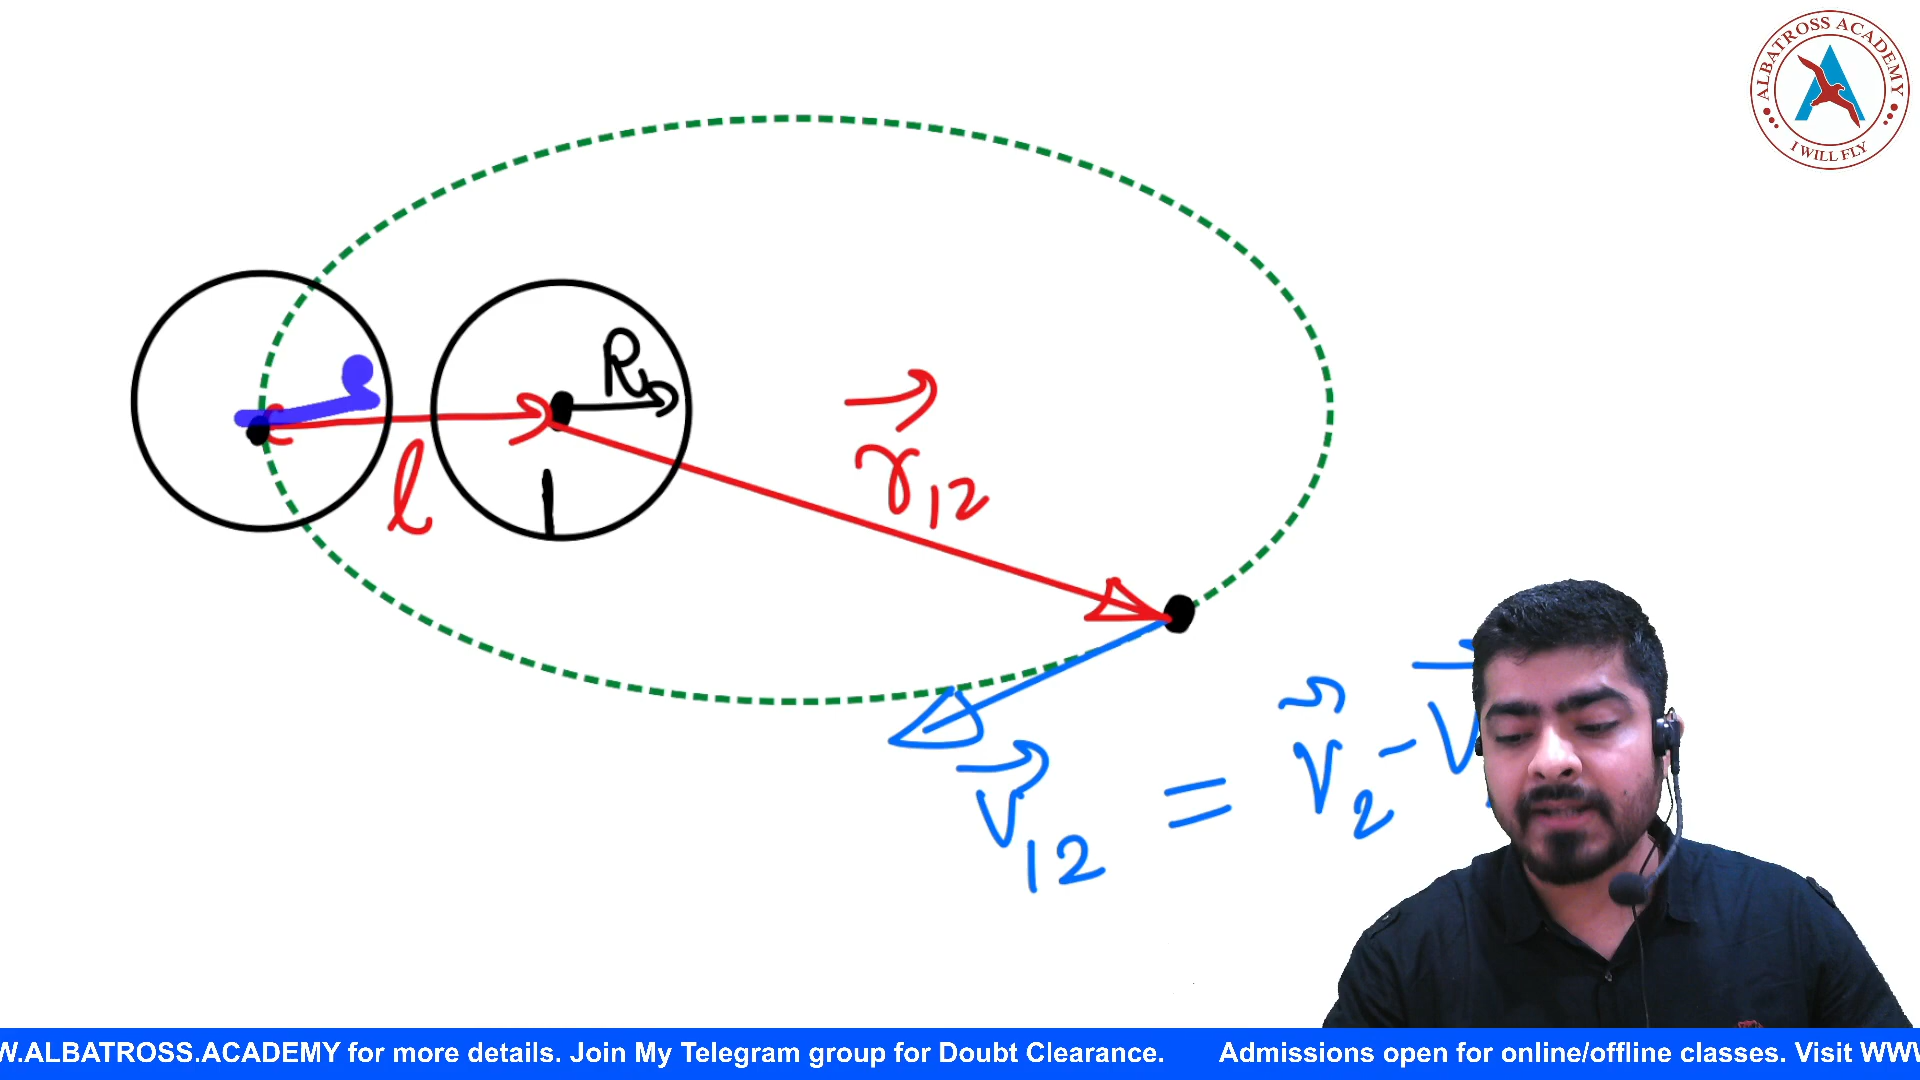 ALBATROSS ACADEMY
I WILL FLY
R
r₁₂
l
1
v₁₂ = v₂ - v
W.ALBATROSS.ACADEMY for more details. Join My Telegram group for Doubt Clearance. Admissions open for online/offline classes. Visit WWW